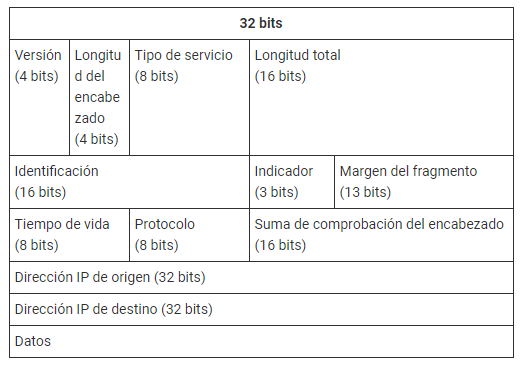 32 bits
Versión
(4 bits)
Longitu
d del
encabe
zado
(4 bits)
Tipo de servicio
(8 bits)
Longitud total
(16 bits)
Identificación
(16 bits)
Indicador
(3 bits)
Margen del fragmento
(13 bits)
Tiempo de vida
(8 bits)
Protocolo
(8 bits)
Suma de comprobación del encabezado
(16 bits)
Dirección IP de origen (32 bits)
Dirección IP de destino (32 bits)
Datos